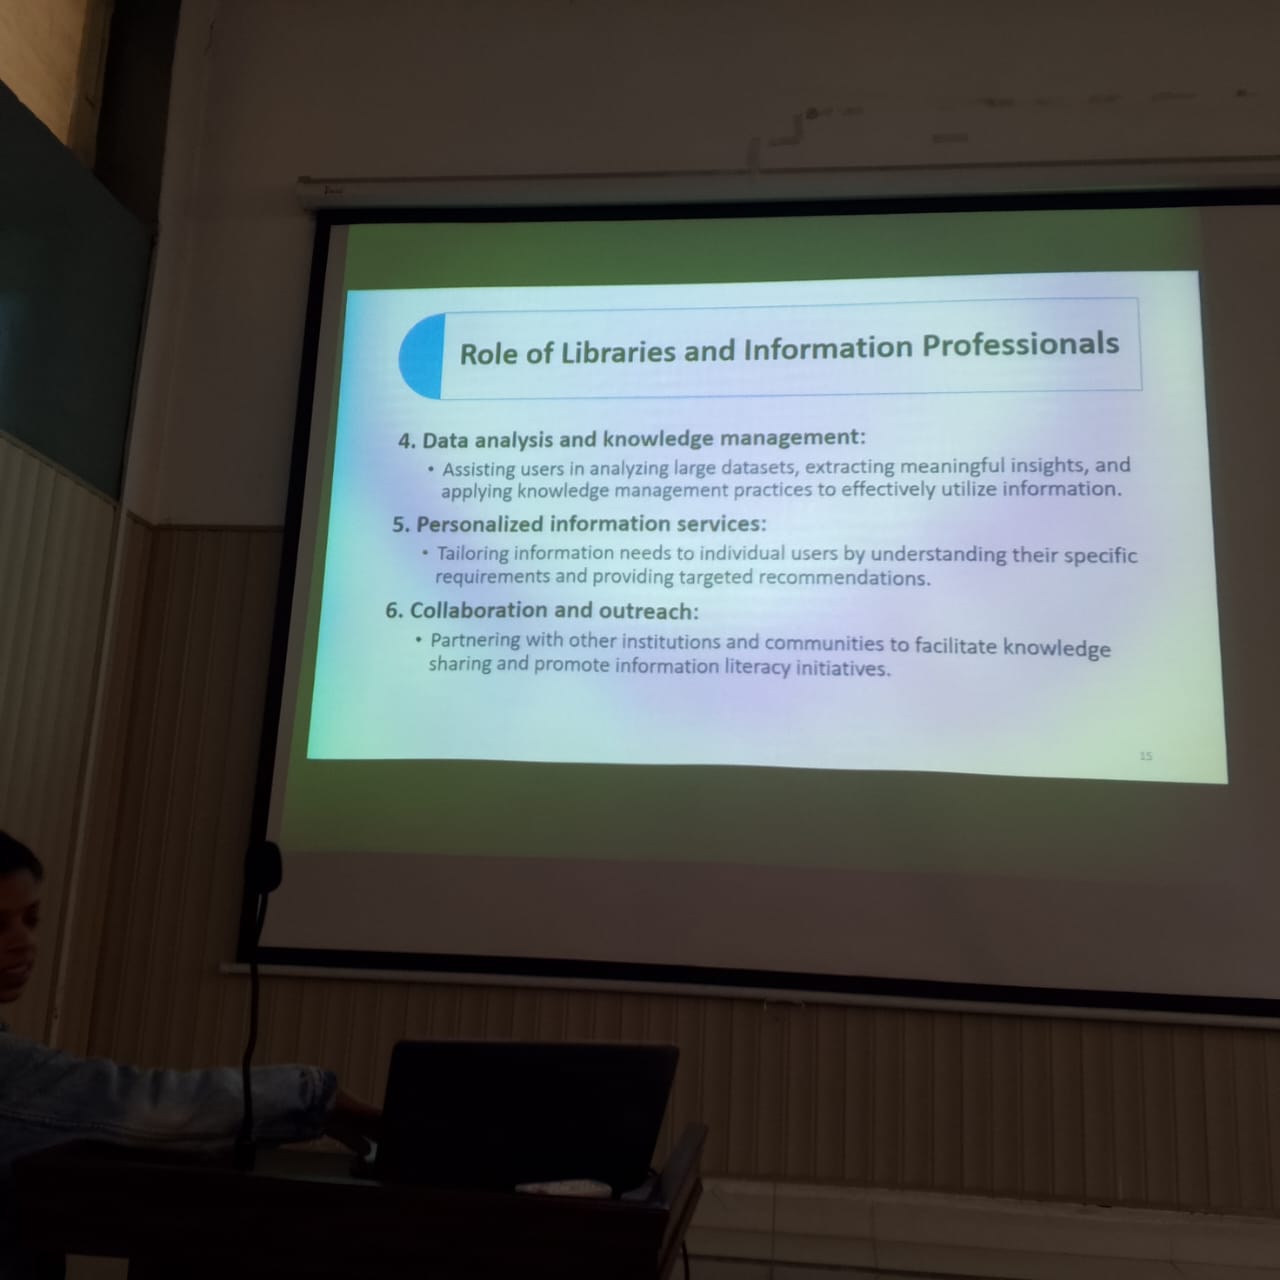 Role of Libraries and Information Professionals
4. Data analysis and knowledge management:
• Assisting users in analyzing large datasets, extracting meaningful insights, and
applying knowledge management practices to effectively utilize information.
5. Personalized information services:
• Tailoring information needs to individual users by understanding their specific
requirements and providing targeted recommendations.
6. Collaboration and outreach:
• Partnering with other institutions and communities to facilitate knowledge
sharing and promote information literacy initiatives.
15